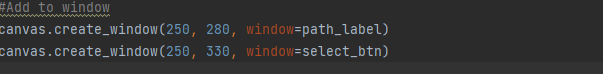 #Add to window
canvas.create_window(250, 280, window=path_label)
canvas.create_window(250, 330, window=select_btn)